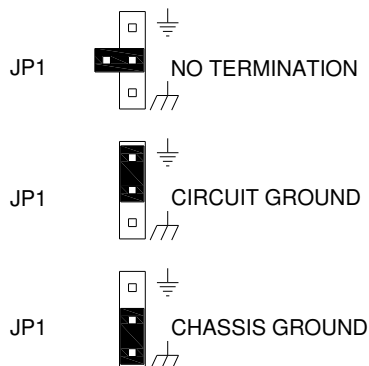 JP1 NO TERMINATION
JP1 CIRCUIT GROUND
JP1 CHASSIS GROUND